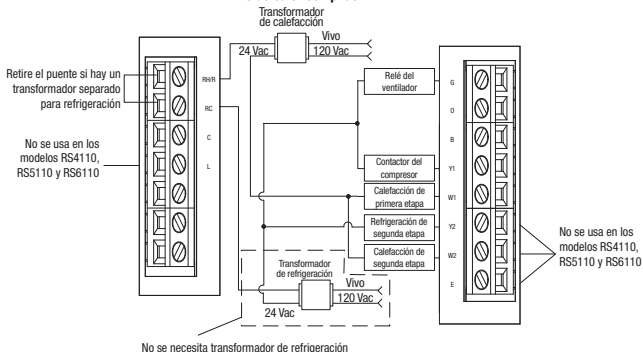 Transformador
de calefacción
Vivo
24 Vac
120 Vac
Retire el puente si hay un
transformador separado
para refrigeración
RH/R
RC
C
L
No se usa en los
modelos RS4110,
RS5110 y RS6110
Relé del
ventilador
Contactor del
compresor
Calefacción de
primera etapa
Refrigeración de
segunda etapa
Calefacción de
segunda etapa
G
O
B
Y1
W1
Y2
W2
E
No se usa en los
modelos RS4110,
RS5110 y RS6110
Transformador
de refrigeración
Vivo
120 Vac
24 Vac
No se necesita transformador de refrigeración